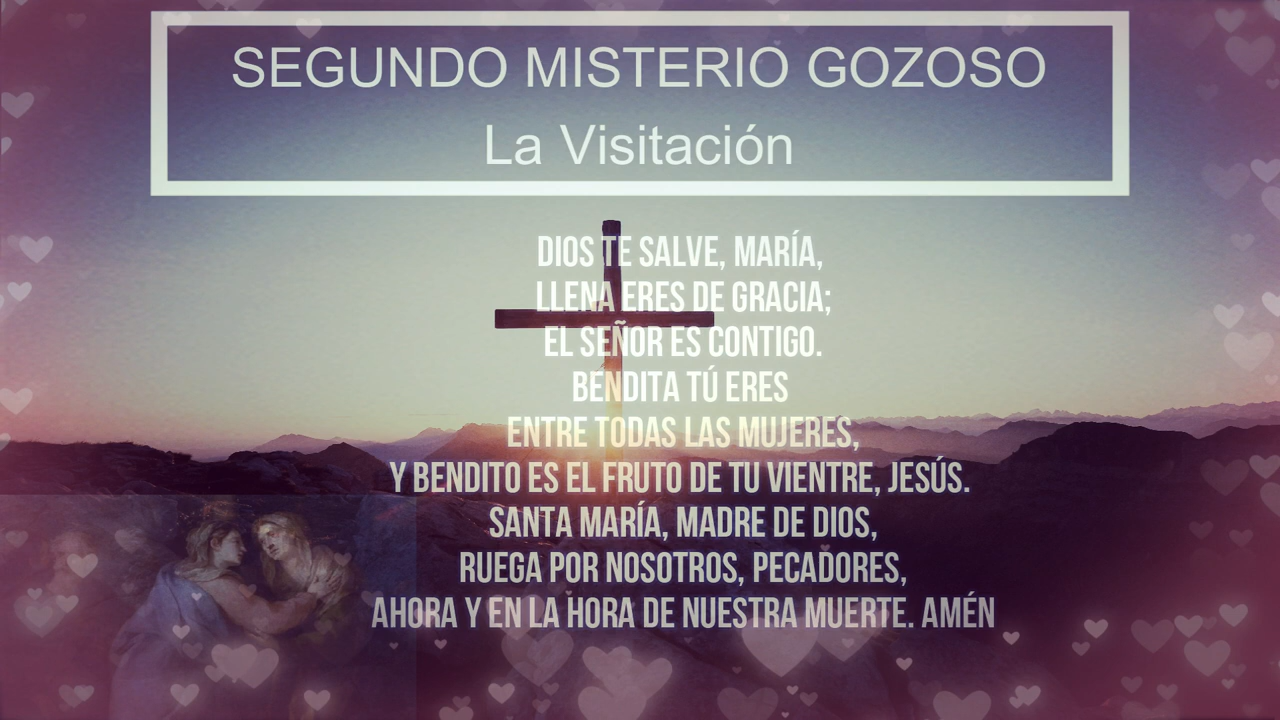 SEGUNDO MISTERIO GOZOSO
La Visitación
DIOS TE SALVE, MARÍA,
LLENA ERES DE GRACIA;
EL SEÑOR ES CONTIGO.
BENDITA TÚ ERES
ENTRE TODAS LAS MUJERES,
Y BENDITO ES EL FRUTO DE TU VIENTRE, JESÚS.
SANTA MARÍA, MADRE DE DIOS,
RUEGA POR NOSOTROS, PECADORES,
AHORA Y EN LA HORA DE NUESTRA MUERTE. AMÉN